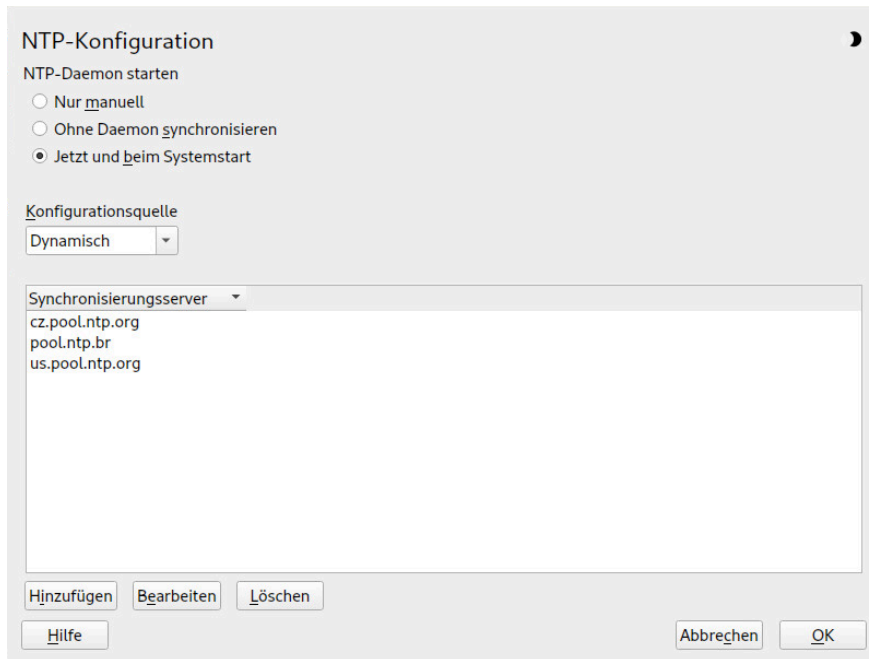 NTP-Konfiguration
NTP-Daemon starten
Nur manuell
Ohne Daemon synchronisieren
Jetzt und beim Systemstart
Konfigurationsquelle
Dynamisch
Synchronisierungsserver
cz.pool.ntp.org
pool.ntp.br
us.pool.ntp.org
Hinzufügen Bearbeiten Löschen
Hilfe Abbrechen OK